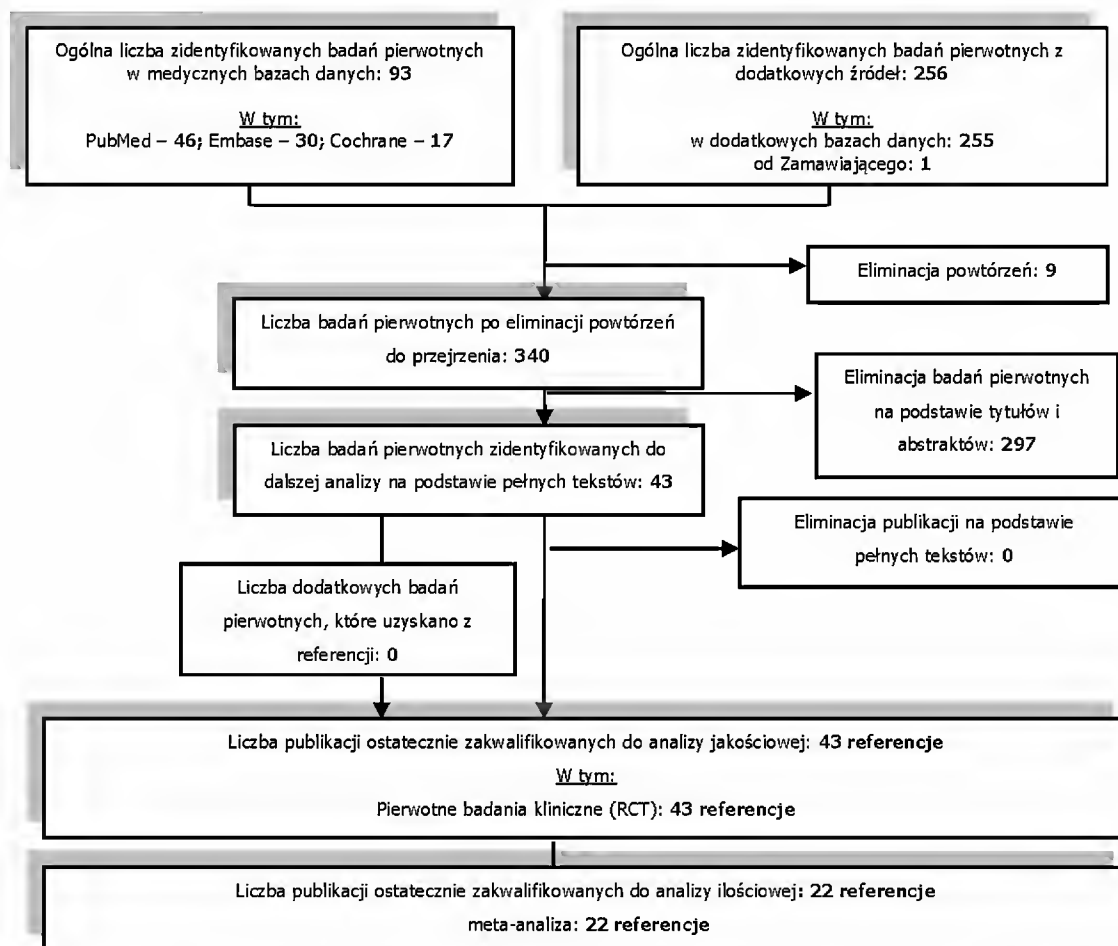 Ogólna liczba zidentyfikowanych badań pierwotnych
w medycznych bazach danych: 93
W tym:
PubMed – 46; Embase – 30; Cochrane – 17
Ogólna liczba zidentyfikowanych badań pierwotnych z
dodatkowych źródeł: 256
W tym:
w dodatkowych bazach danych: 255
od Zamawiającego: 1
Eliminacja powtórzeń: 9
Liczba badań pierwotnych po eliminacji powtórzeń
do przejrzenia: 340
Eliminacja badań pierwotnych
na podstawie tytułów i
abstraktów: 297
Liczba badań pierwotnych zidentyfikowanych do
dalszej analizy na podstawie pełnych tekstów: 43
Eliminacja publikacji na podstawie
pełnych tekstów: 0
Liczba dodatkowych badań
pierwotnych, które uzyskano z
referencji: 0
Liczba publikacji ostatecznie zakwalifikowanych do analizy jakościowej: 43 referencje
W tym:
Pierwotne badania kliniczne (RCT): 43 referencje
Liczba publikacji ostatecznie zakwalifikowanych do analizy ilościowej: 22 referencje
meta-analiza: 22 referencje